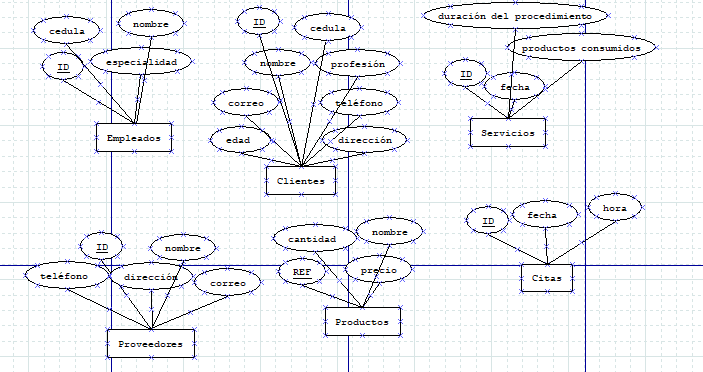 cedula
nombre
ID
especialidad
Empleados
ID
cedula
nombre
profesión
correo
teléfono
edad
dirección
Clientes
duración del procedimiento
productos consumidos
ID
fecha
Servicios
ID
nombre
teléfono
dirección
correo
Proveedores
cantidad
nombre
REF
precio
Productos
ID
fecha
hora
Citas